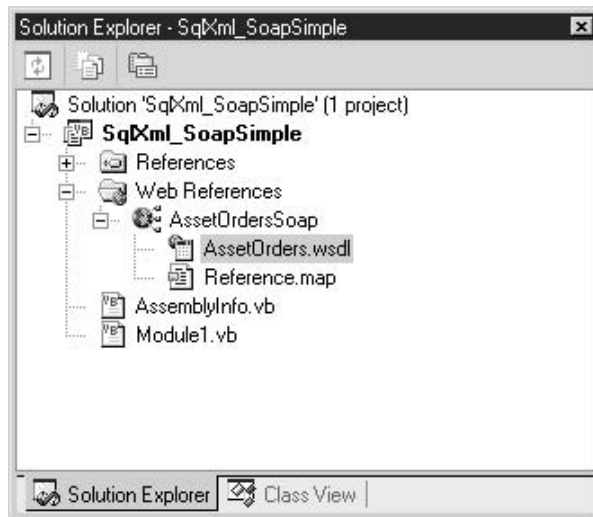 Solution Explorer - SqlXml_SoapSimple
Solution 'SqlXml_SoapSimple' (1 project)
SqlXml_SoapSimple
References
Web References
AssetOrdersSoap
AssetOrders.wsdl
Reference.map
AssemblyInfo.vb
Module1.vb
Solution Explorer Class View